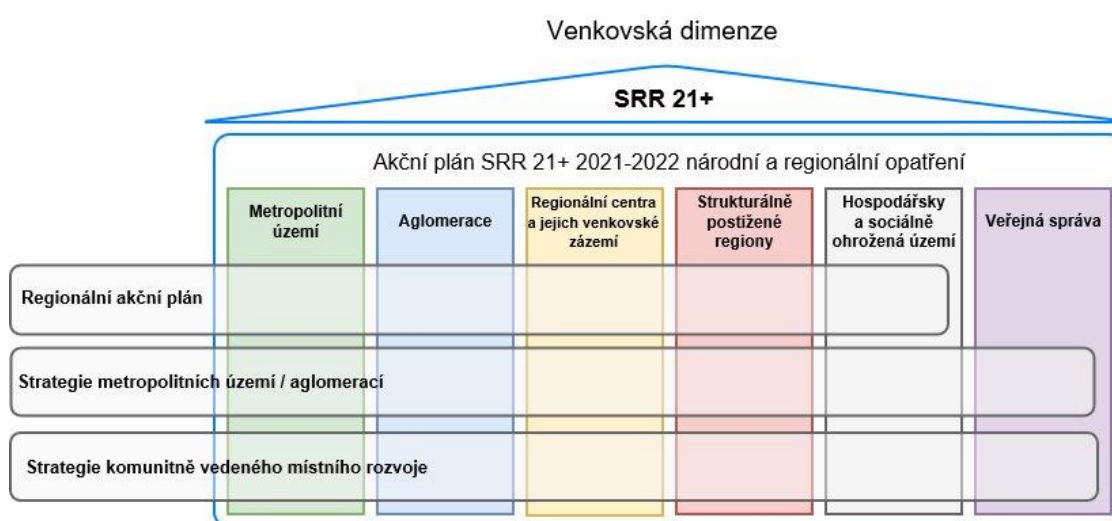 Venkovská dimenze
SRR 21+
Akční plán SRR 21+ 2021-2022 národní a regionální opatření
Metropolitní
území
Aglomerace
Regionální centra
a jejich venkovské
zázemí
Strukturálně
postižené
regiony
Hospodářsky
a sociálně
ohrožená území
Veřejná správa
Regionální akční plán
Strategie metropolitních území / aglomerací
Strategie komunitně vedeného místního rozvoje